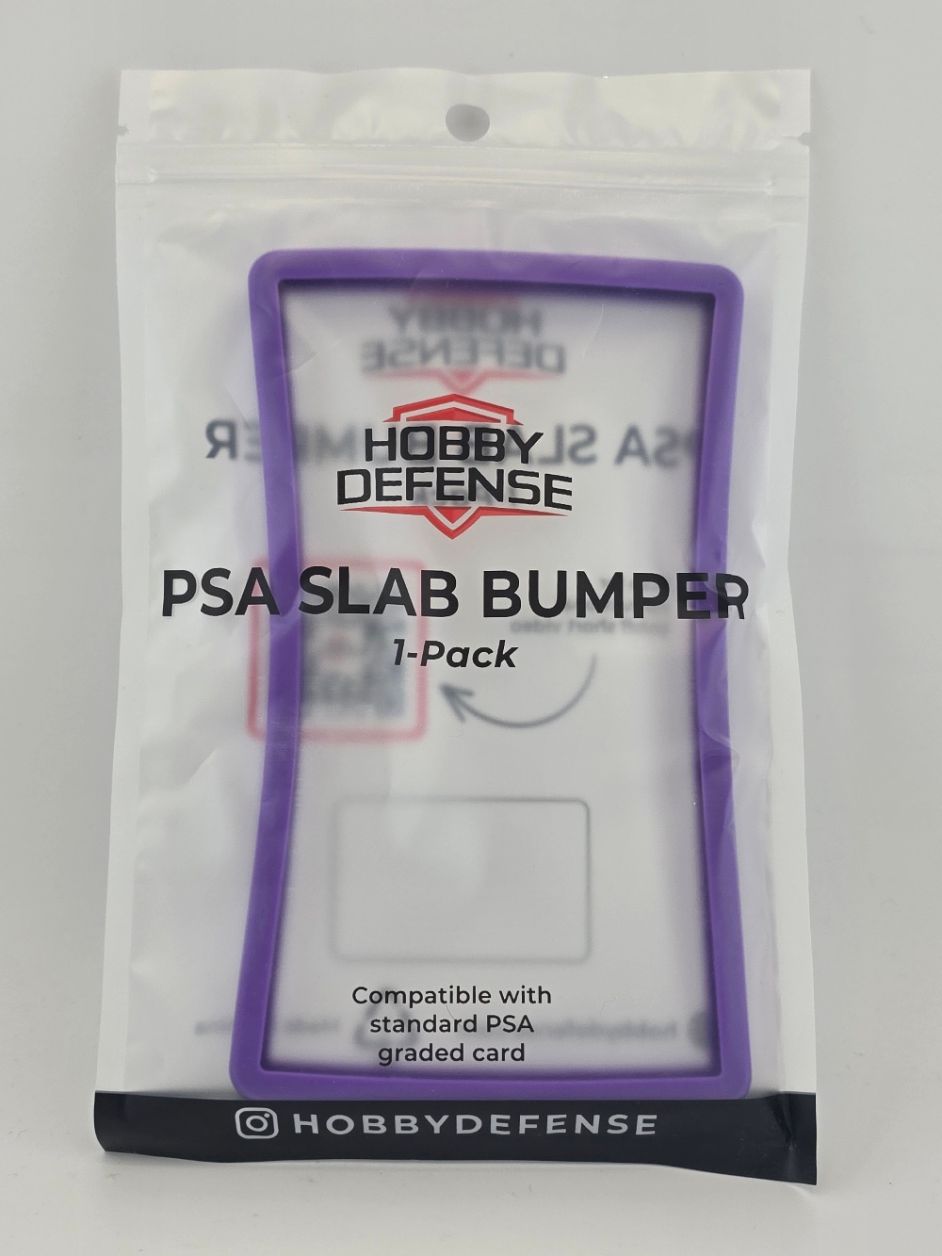 HOBBY
DEFENSE
PSA SLAB BUMPER
1-Pack
Compatible with
standard PSA
graded card
HOBBYDEFENSE